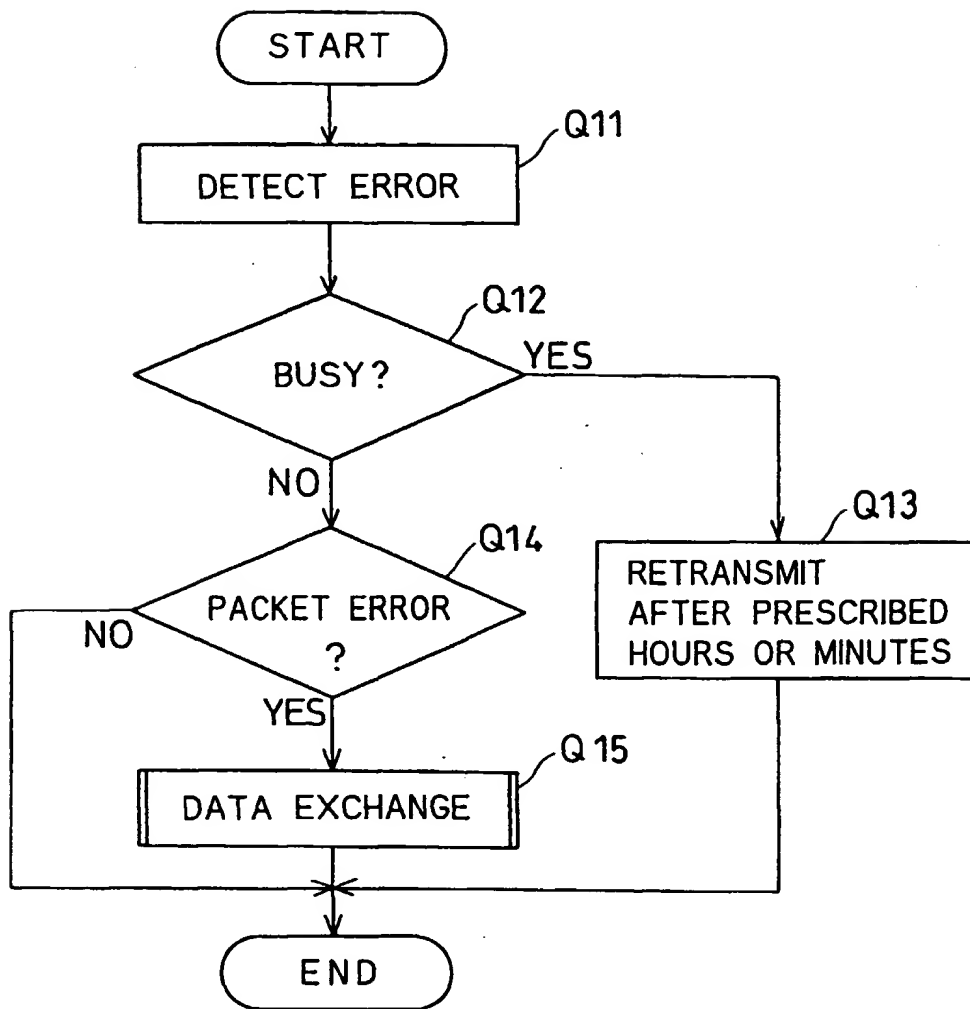 START
Q11
DETECT ERROR
Q12
BUSY?
YES
NO
Q13
RETRANSMIT
AFTER PRESCRIBED
HOURS OR MINUTES
Q14
PACKET ERROR
?
NO
YES
Q15
DATA EXCHANGE
END